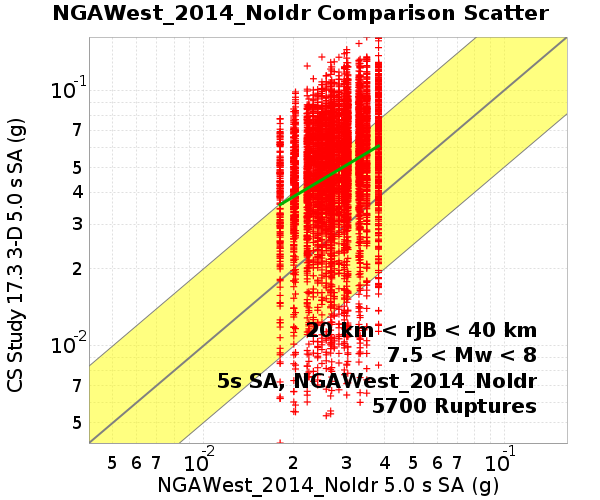 NGAWest_2014_NoIdr Comparison Scatter
CS Study 17.3 3-D 5.0 s SA (g)
10-1
7
5
4
3
2
10-2
7
5
20 km < rJB < 40 km
7.5 < Mw < 8
5s SA, NGAWest_2014_NoIdr
5700 Ruptures
5 6 7 10-2 2 3 4 5 6 7 10-1
NGAWest_2014_NoIdr 5.0 s SA (g)